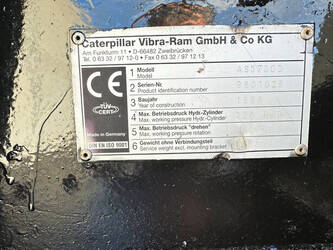 Caterpillar Vibra-Ram GmbH & Co KG
Am Funkturm 11 • D-66482 Zweibrücken
Tel. 0 63 32 / 97 12-0 • Fax 0 63 32 / 97 12 13
CE
TÜV
CERT
Made in Germany
DIN EN ISO 9001
1 Modell
Model
2 Serien-Nr.
Product identification number
3 Baujahr
Year of construction
4 Max. Betriebsdruck Hydr.-Zylinder
Max. working pressure Hydr.-Cylinder
5 Max. Betriebsdruck "drehen"
Max. working pressure "rotating"
6 Gewicht ohne Verbindungsteil
Service weight excl. mounting bracket